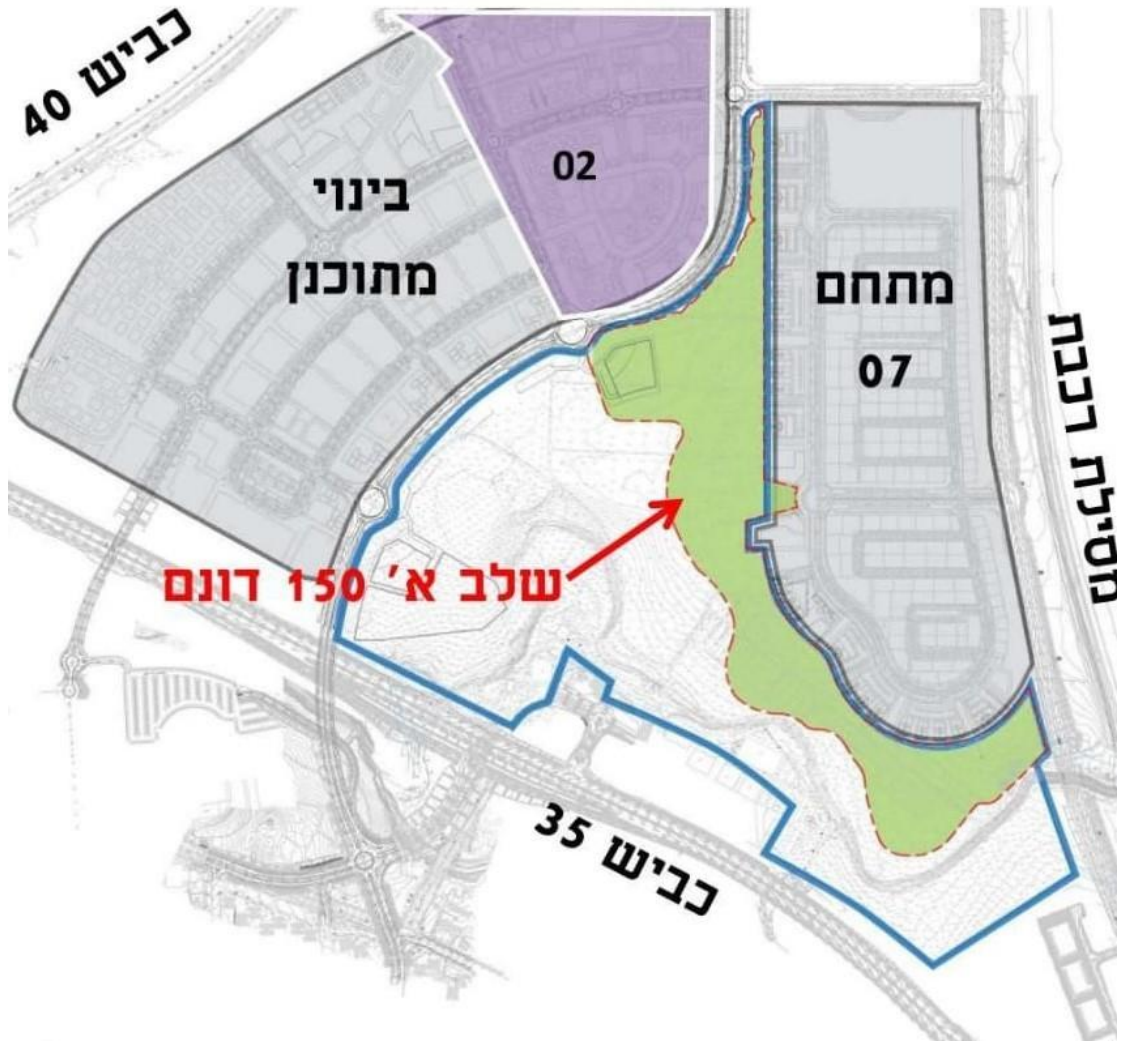 כביש 40
בינוי
מתוכנן
02
מתחם
07
מסילת רכבת
שלב א' 150 דונם
כביש 35